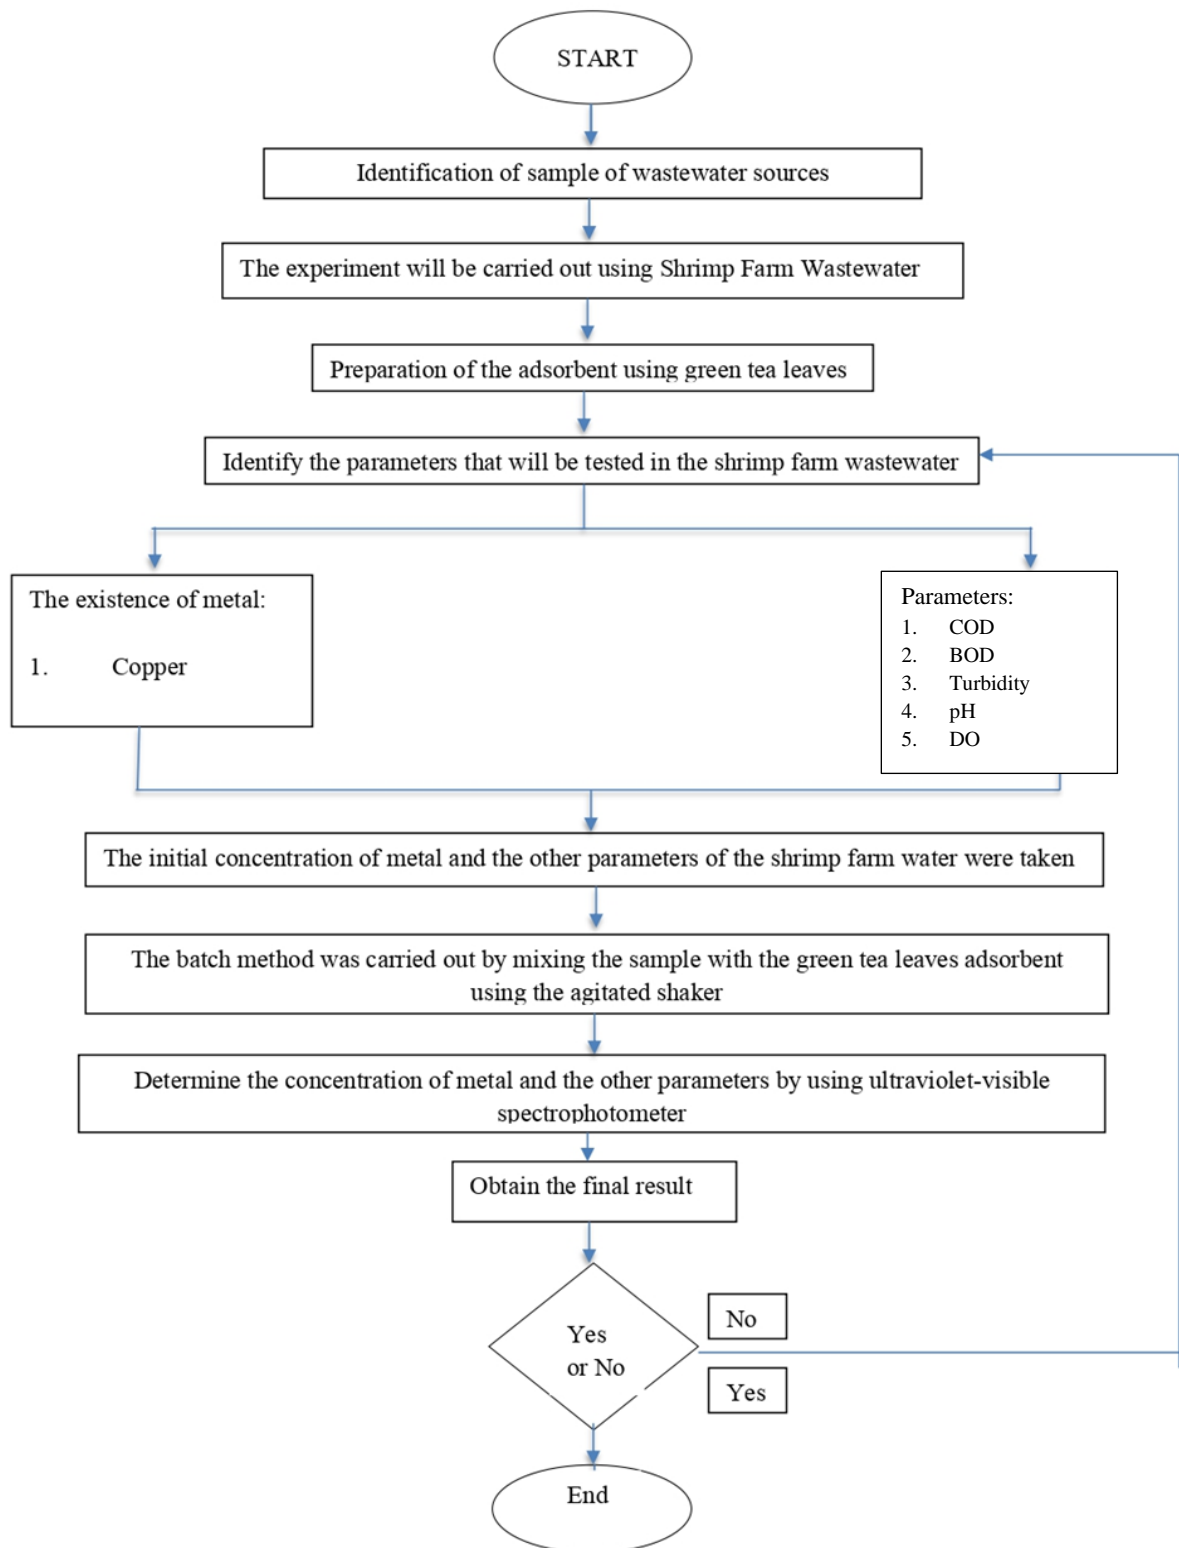 START
Identification of sample of wastewater sources
The experiment will be carried out using Shrimp Farm Wastewater
Preparation of the adsorbent using green tea leaves
Identify the parameters that will be tested in the shrimp farm wastewater
The existence of metal:
1. Copper
Parameters:
1. COD
2. BOD
3. Turbidity
4. pH
5. DO
The initial concentration of metal and the other parameters of the shrimp farm water were taken
The batch method was carried out by mixing the sample with the green tea leaves adsorbent
using the agitated shaker
Determine the concentration of metal and the other parameters by using ultraviolet-visible
spectrophotometer
Obtain the final result
Yes
or No
No
Yes
End